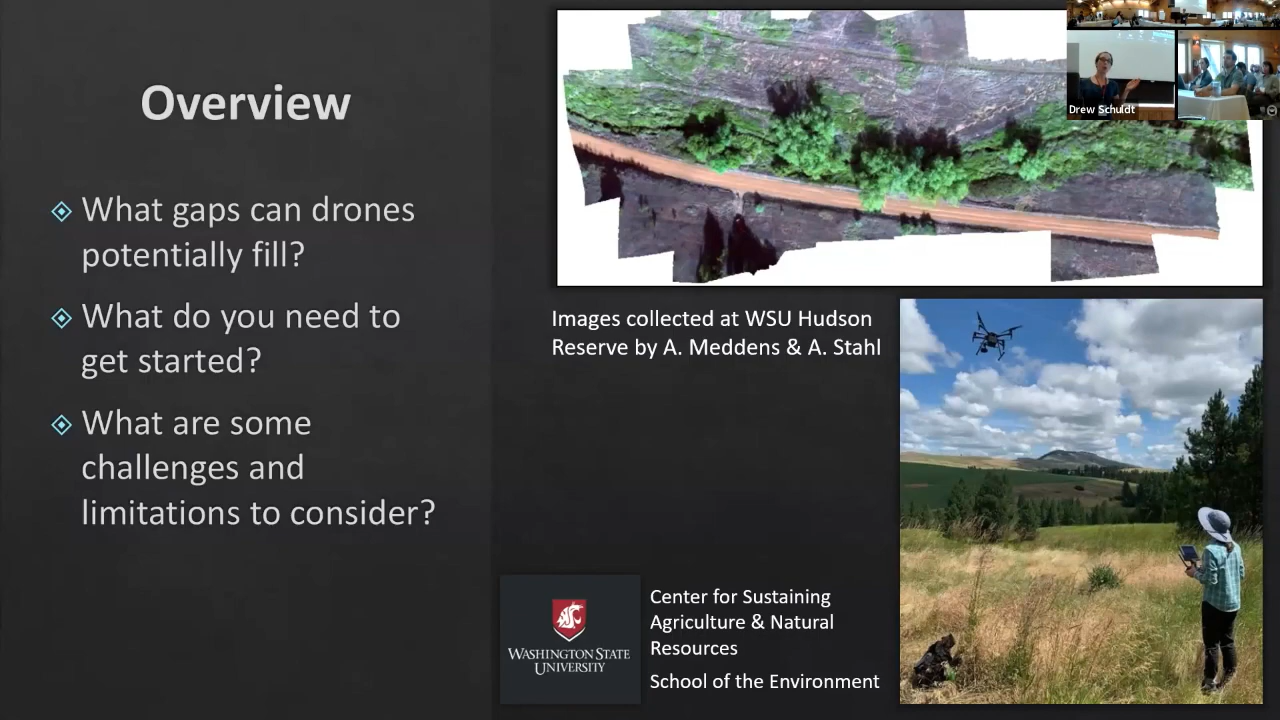 Overview
What gaps can drones
potentially fill?
What do you need to
get started?
What are some
challenges and
limitations to consider?
Drew Schuldt
Images collected at WSU Hudson
Reserve by A. Meddens & A. Stahl
WASHINGTON STATE
UNIVERSITY
Center for Sustaining
Agriculture & Natural
Resources
School of the Environment